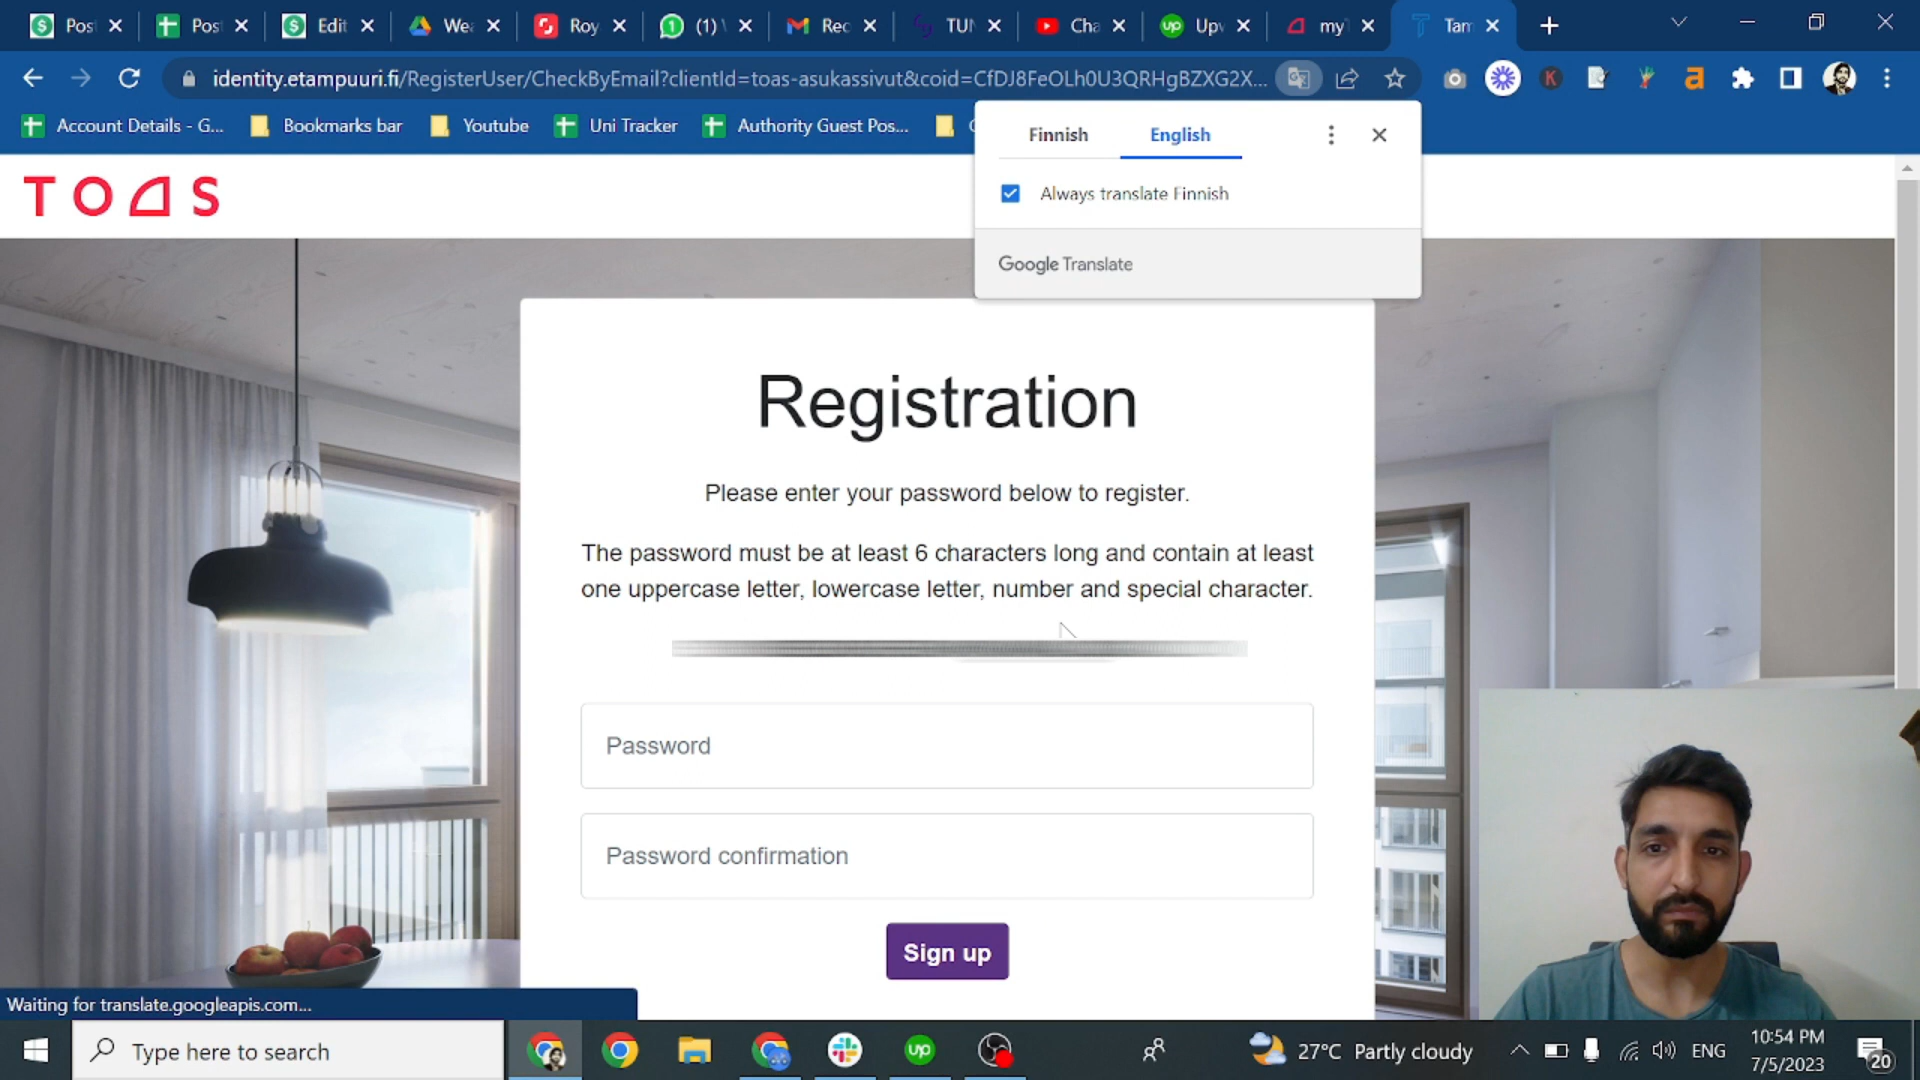 Pos
Pos
Edit
We
Roy
(1) \
Rec
TUN
Cha
Upv
my
Tam
identity.etampuuri.fi/RegisterUser/CheckByEmail?clientId=toas-asukassivut&coid=CfDJ8FeOLh0U3QRHgBZXG2X...
Account Details - G...
Bookmarks bar
Youtube
Uni Tracker
Authority Guest Pos...
Finnish
English
Always translate Finnish
Google Translate
TOAS
Registration
Please enter your password below to register.
The password must be at least 6 characters long and contain at least
one uppercase letter, lowercase letter, number and special character.
Password
Password confirmation
Sign up
Waiting for translate.googleapis.com...
Type here to search
27°C Partly cloudy
ENG
10:54 PM
7/5/2023
20